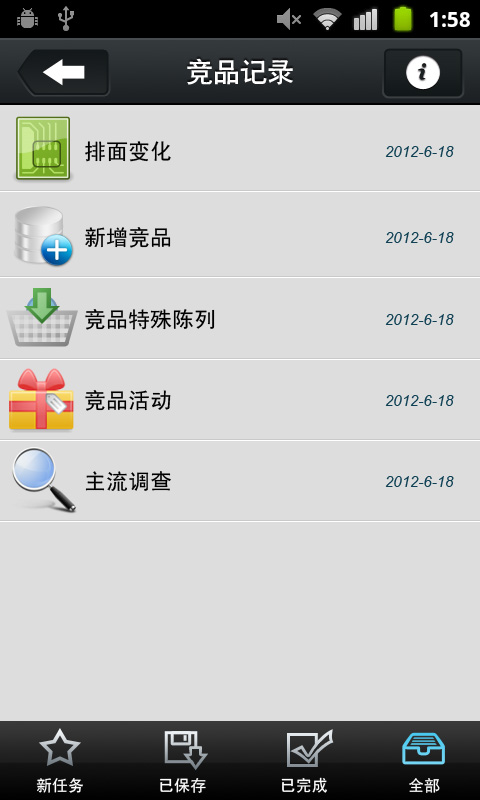 1:58
竞品记录
排面变化 2012-6-18
新增竞品 2012-6-18
竞品特殊陈列 2012-6-18
竞品活动 2012-6-18
主流调查 2012-6-18
新任务 已保存 已完成 全部